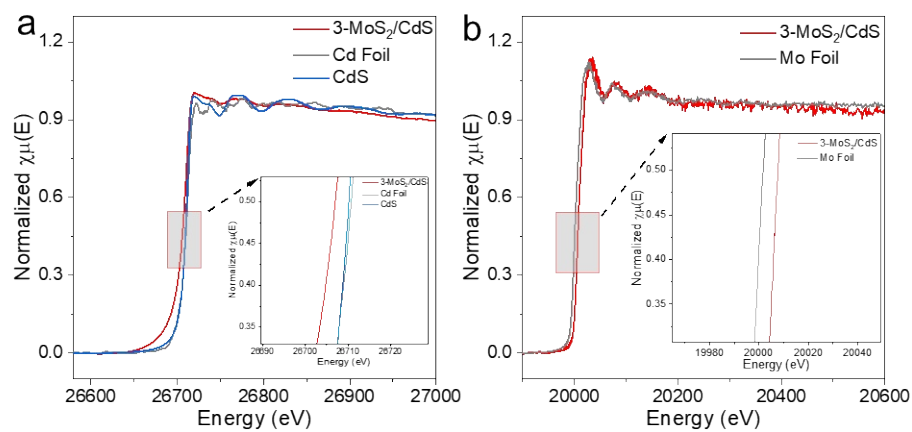 a
1.2
0.9
0.6
0.3
0.0
Normalized χμ(E)
3-MoS₂/CdS
Cd Foil
CdS
0.50
0.45
0.40
0.35
Normalized χμ(E)
3-MoS₂/CdS
Cd Foil
CdS
26690
26700
26710
26720
Energy (eV)
26600
26700
26800
26900
27000
Energy (eV)
b
1.2
0.9
0.6
0.3
0.0
Normalized χμ(E)
3-MoS₂/CdS
Mo Foil
0.50
0.45
0.40
0.35
Normalized χμ(E)
3-MoS₂/CdS
Mo Foil
19980
20000
20020
20040
Energy (eV)
20000
20200
20400
20600
Energy (eV)